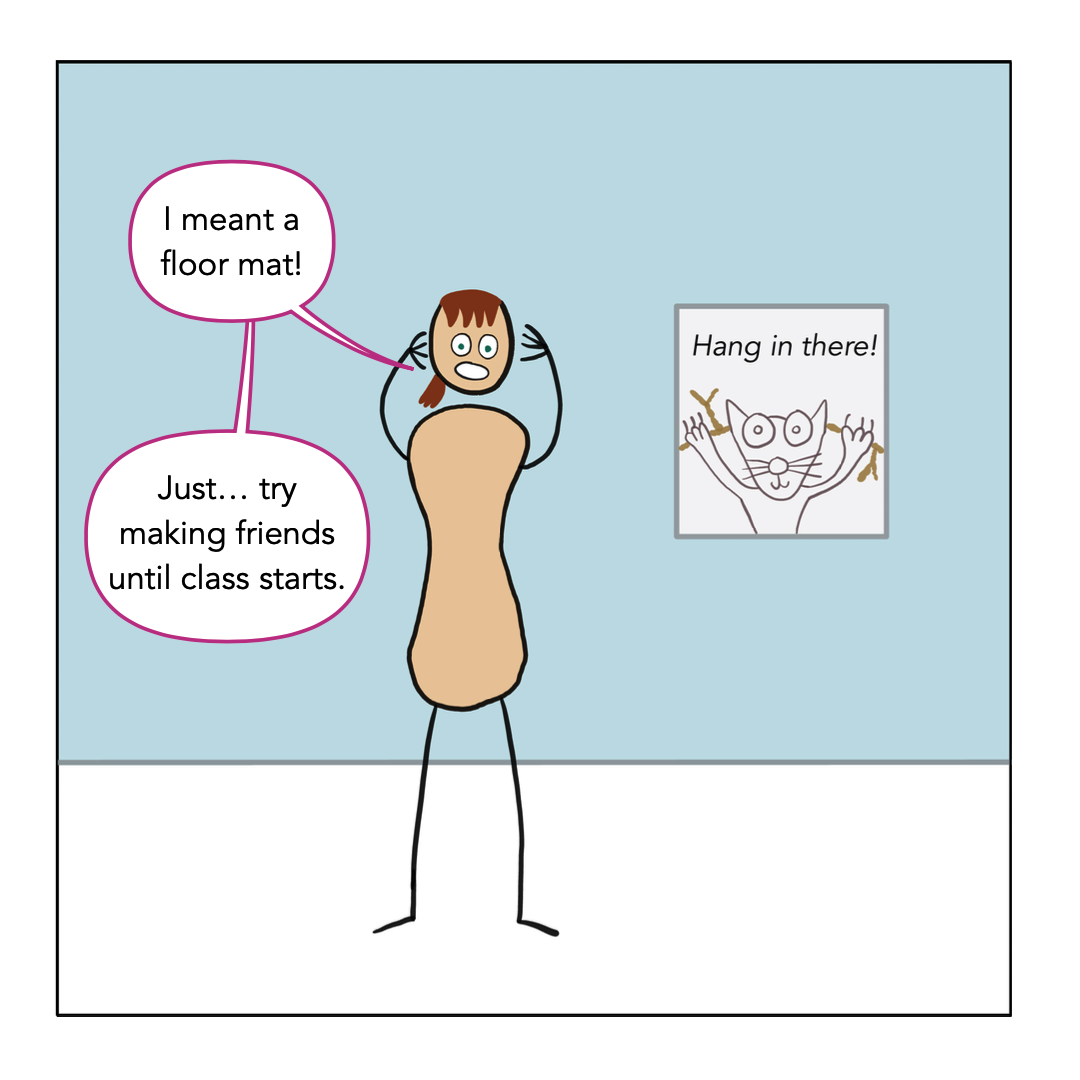 I meant a
floor mat!
Just... try
making friends
until class starts.
Hang in there!